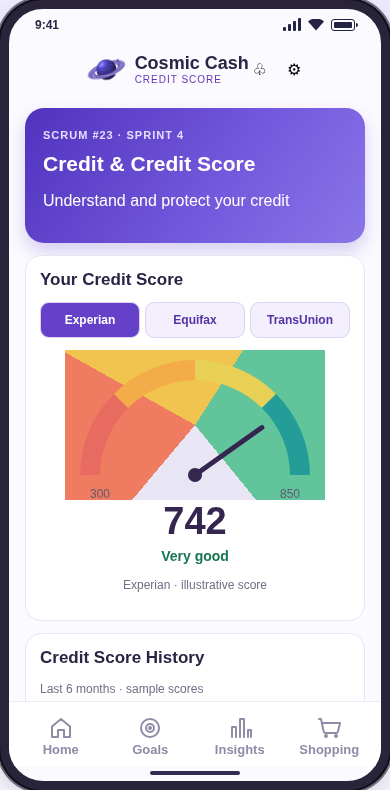 9:41
Cosmic Cash
CREDIT SCORE
SCRUM #23 · SPRINT 4
Credit & Credit Score
Understand and protect your credit
Your Credit Score
Experian Equifax TransUnion
300 850
742
Very good
Experian · illustrative score
Credit Score History
Last 6 months · sample scores
Home Goals Insights Shopping